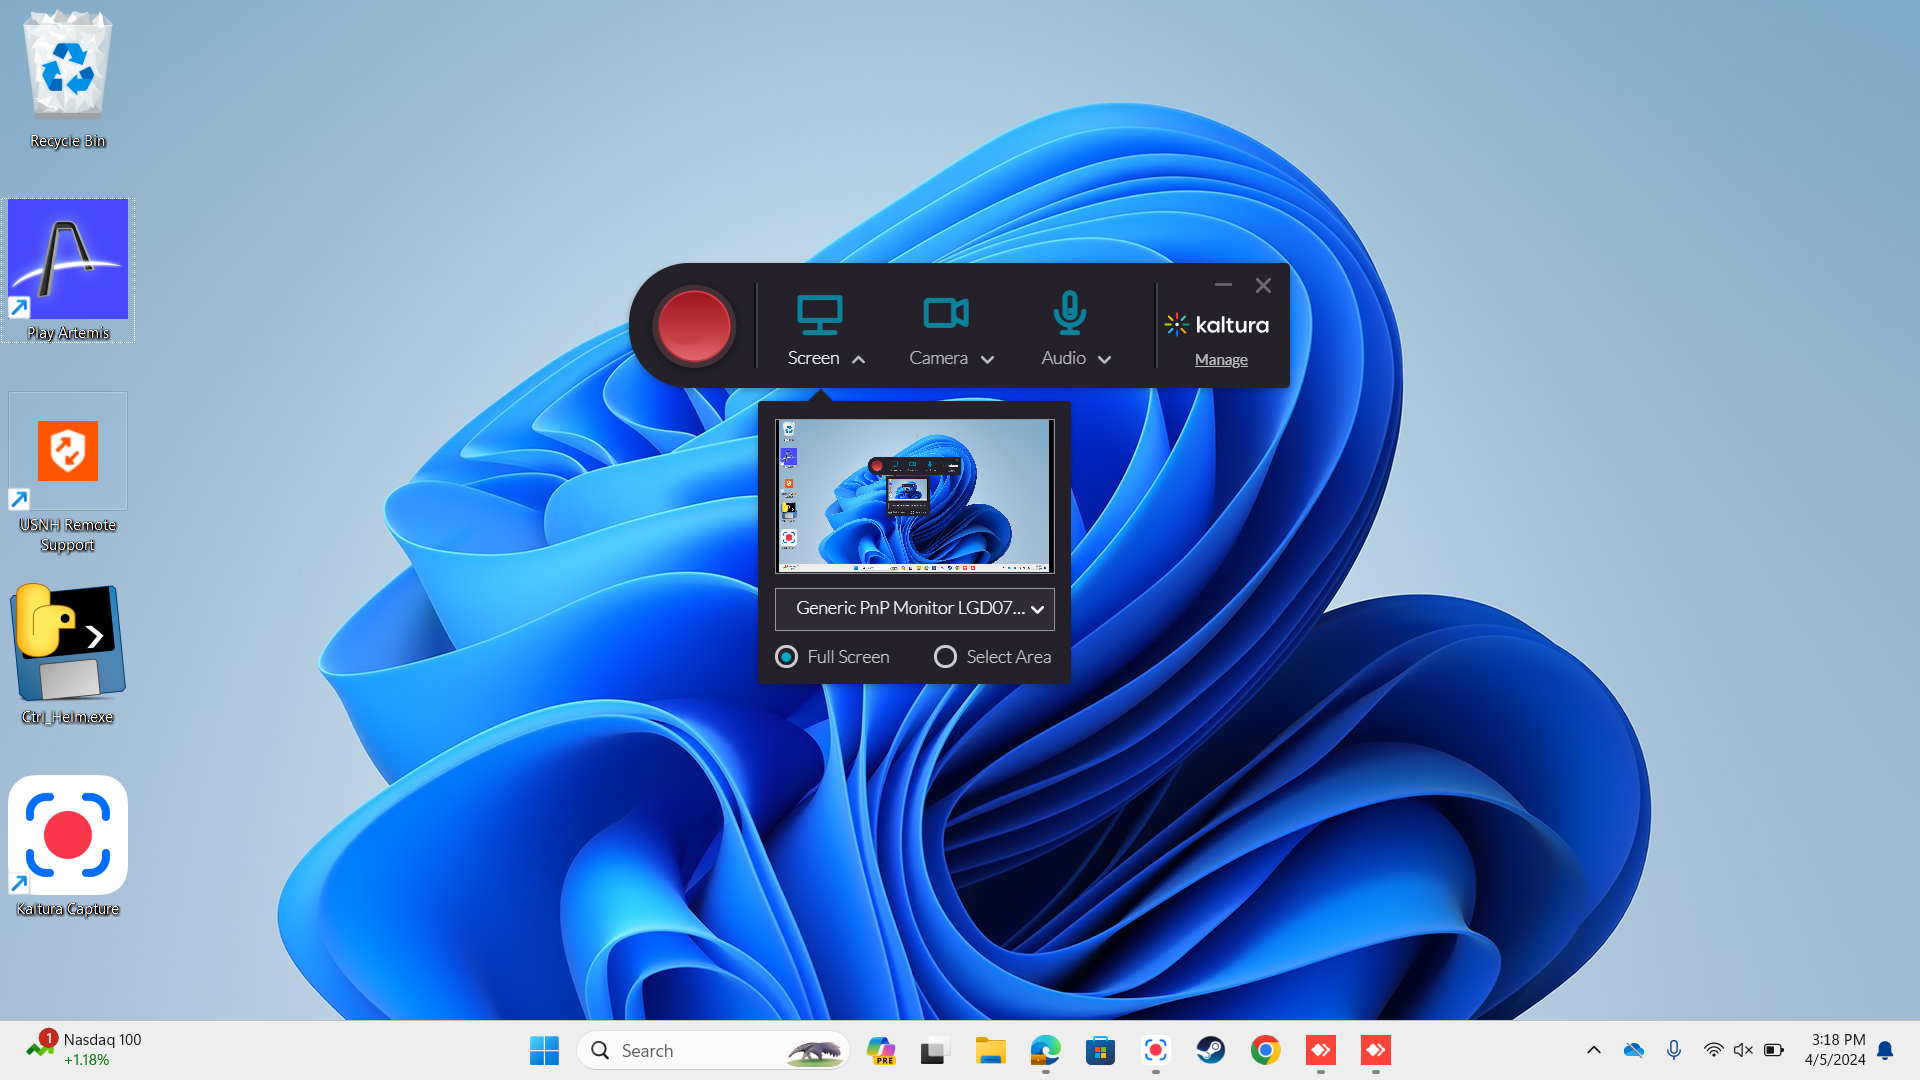 Recycle Bin
Play Artemis
USNH Remote
Support
Ctrl_Helm.exe
Kaltura Capture
Screen
Camera
Audio
kaltura
Manage
Generic PnP Monitor LGD07...
Full Screen
Select Area
1
Nasdaq 100
+1.18%
Search
PRE
3:18 PM
4/5/2024